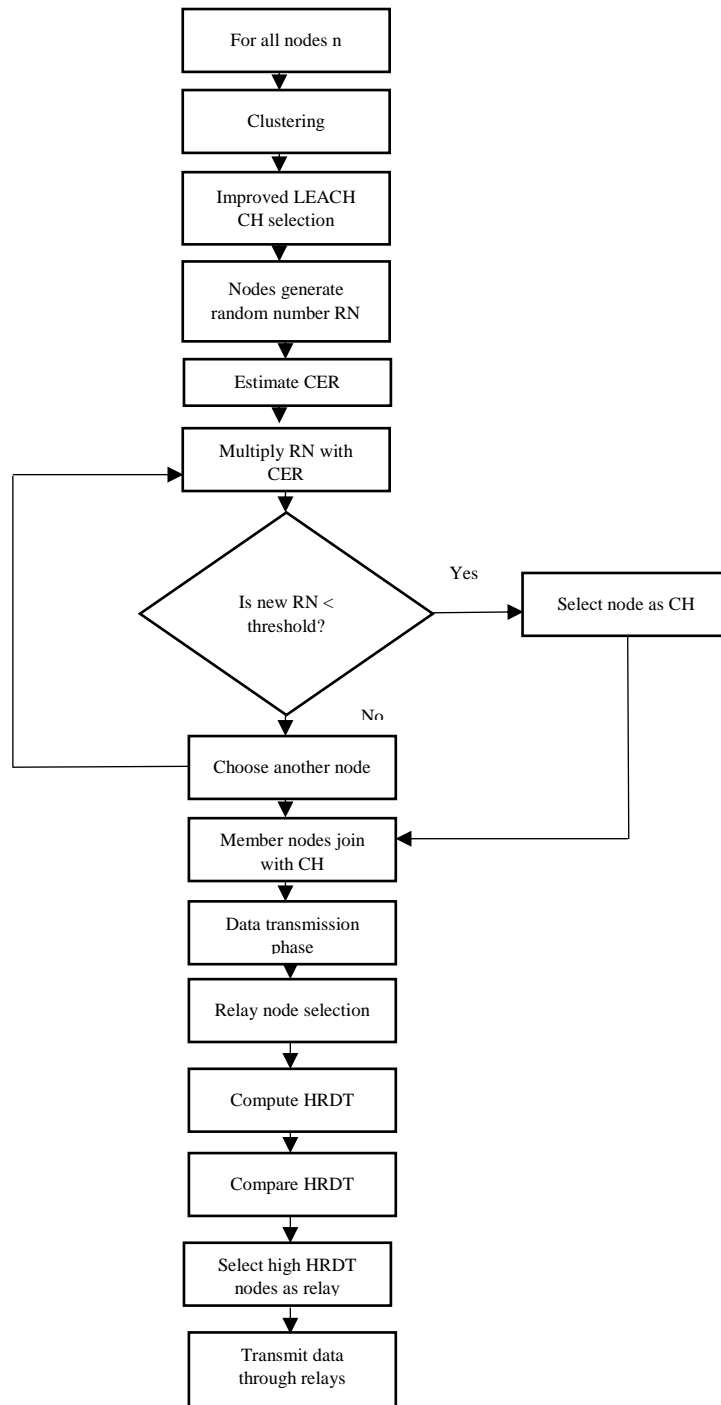 For all nodes n
Clustering
Improved LEACH
CH selection
Nodes generate
random number RN
Estimate CER
Multiply RN with
CER
Yes
Is new RN <
threshold?
Select node as CH
No
Choose another node
Member nodes join
with CH
Data transmission
phase
Relay node selection
Compute HRDT
Compare HRDT
Select high HRDT
nodes as relay
Transmit data
through relays